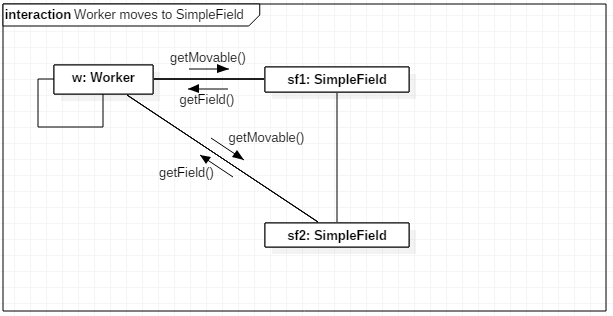 interaction Worker moves to SimpleField
getMovable()
w: Worker
sf1: SimpleField
getField()
getMovable()
getField()
sf2: SimpleField